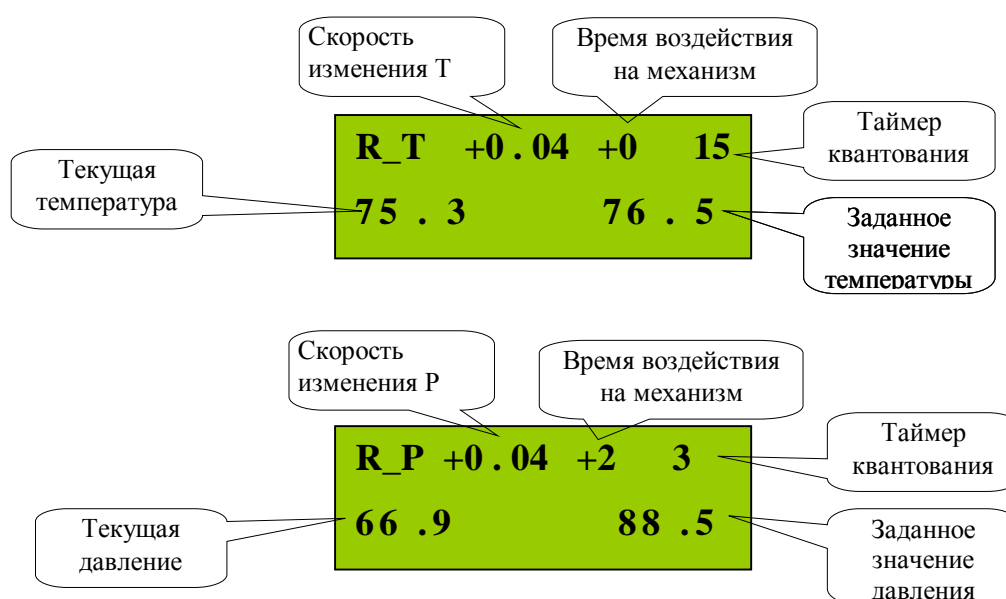 Скорость
изменения Т
Время воздействия
на механизм
R_T +0.04 +0 15
75.3 76.5
Таймер
квантования
Текущая
температура
Заданное
значение
температуры
Скорость
изменения Р
Время воздействия
на механизм
R_P +0.04 +2 3
66.9 88.5
Таймер
квантования
Текущая
давление
Заданное
значение
давления